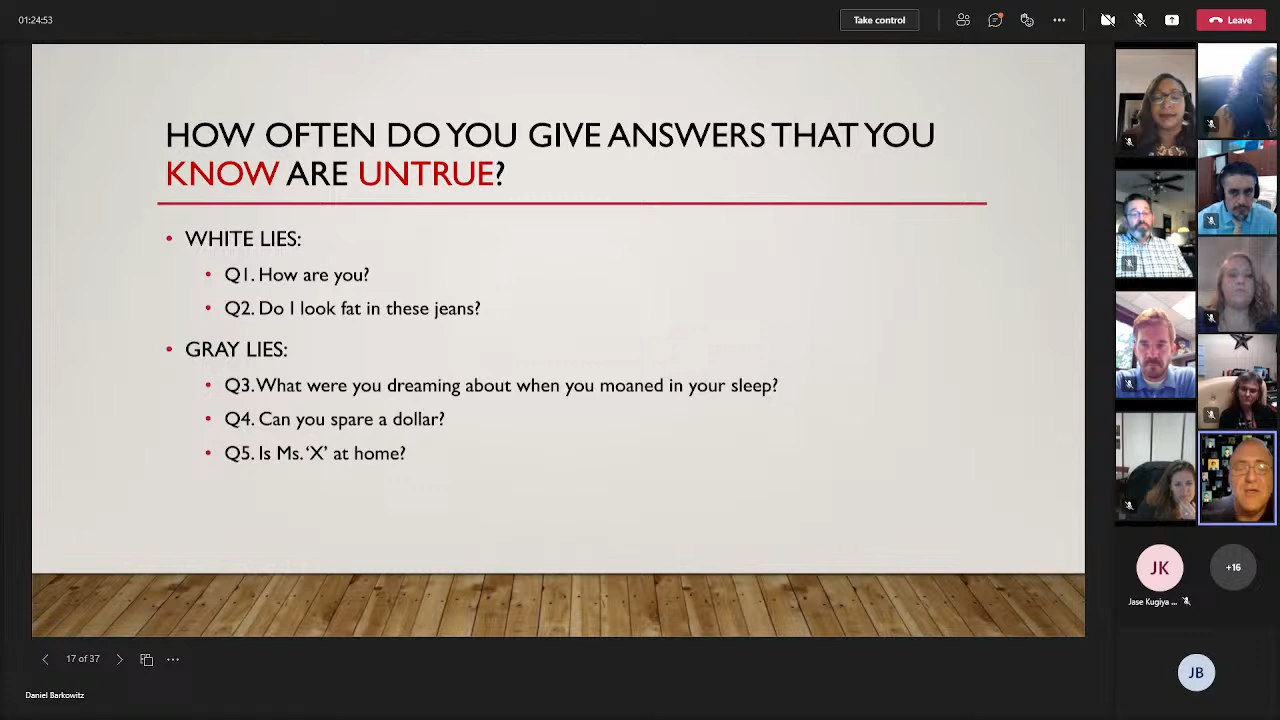 01:24:53
Take control
Leave
HOW OFTEN DO YOU GIVE ANSWERS THAT YOU
KNOW ARE UNTRUE?
• WHITE LIES:
• Q1. How are you?
• Q2. Do I look fat in these jeans?
• GRAY LIES:
• Q3. What were you dreaming about when you moaned in your sleep?
• Q4. Can you spare a dollar?
• Q5. Is Ms. ‘X’ at home?
JK
+16
Jase Kugiya ...
JB
17 of 37
Daniel Barkowitz